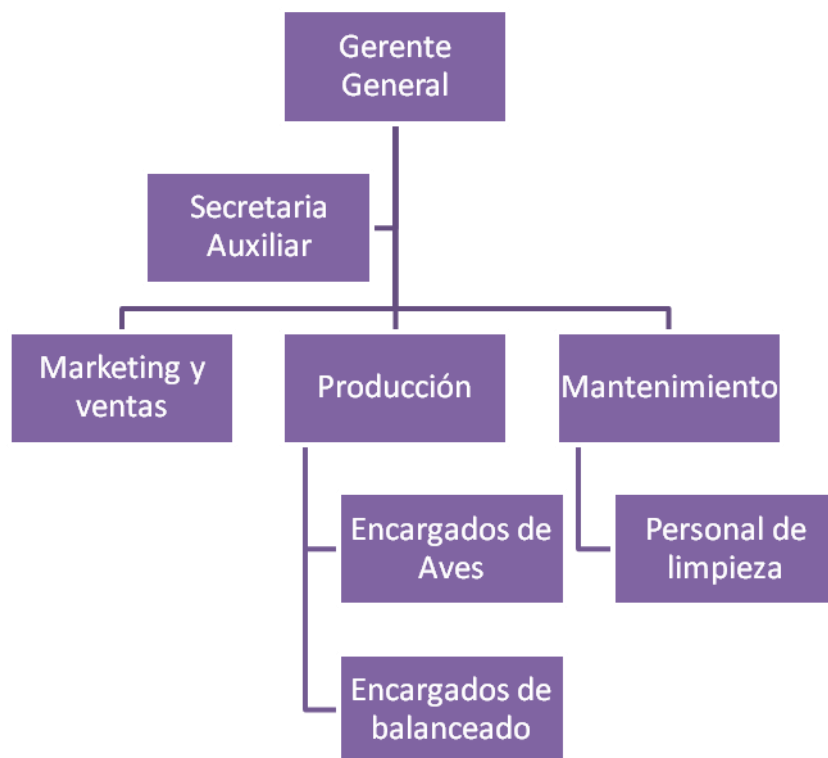 Gerente
General
Secretaria
Auxiliar
Marketing y
ventas
Producción
Mantenimiento
Encargados de
Aves
Personal de
limpieza
Encargados de
balanceado